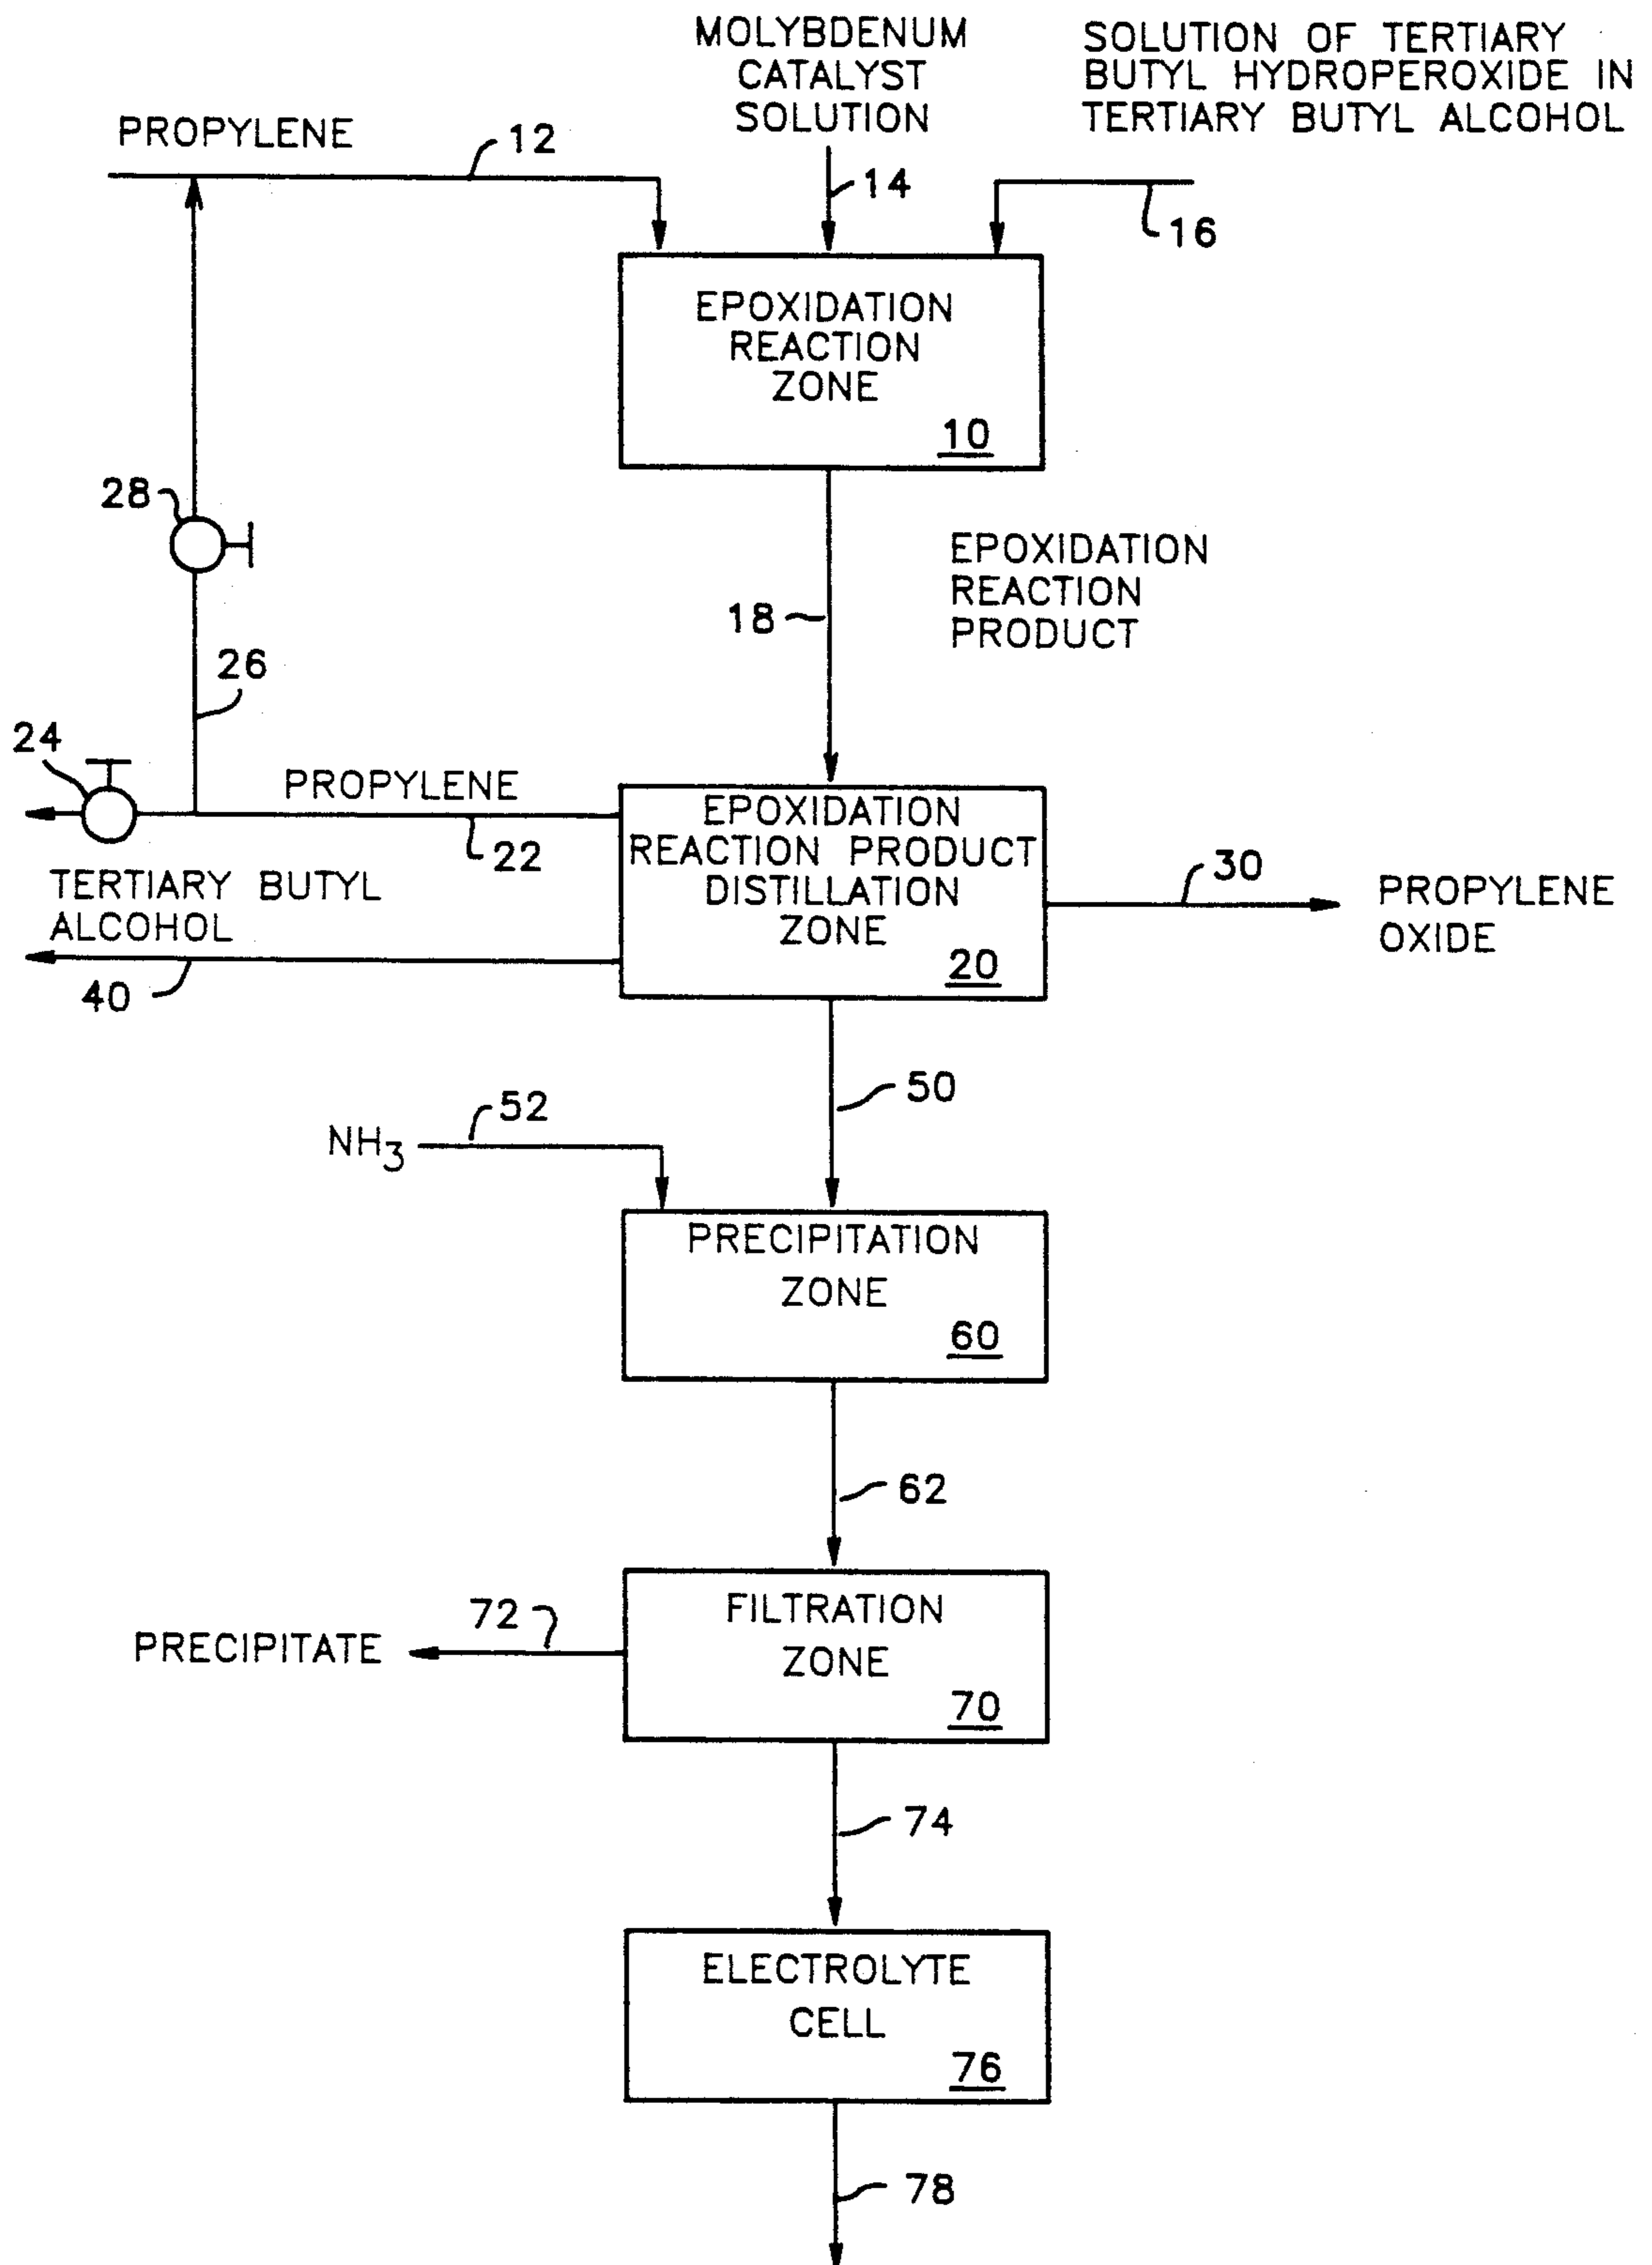 MOLYBDENUM
CATALYST
SOLUTION
SOLUTION OF TERTIARY
BUTYL HYDROPEROXIDE IN
TERTIARY BUTYL ALCOHOL
PROPYLENE
12
14
16
EPOXIDATION
REACTION
ZONE
10
28
EPOXIDATION
REACTION
PRODUCT
18
26
24
PROPYLENE
22
EPOXIDATION
REACTION PRODUCT
DISTILLATION
ZONE
20
30
PROPYLENE
OXIDE
TERTIARY BUTYL
ALCOHOL
40
50
52
NH3
PRECIPITATION
ZONE
60
62
FILTRATION
ZONE
70
72
PRECIPITATE
74
ELECTROLYTE
CELL
76
78